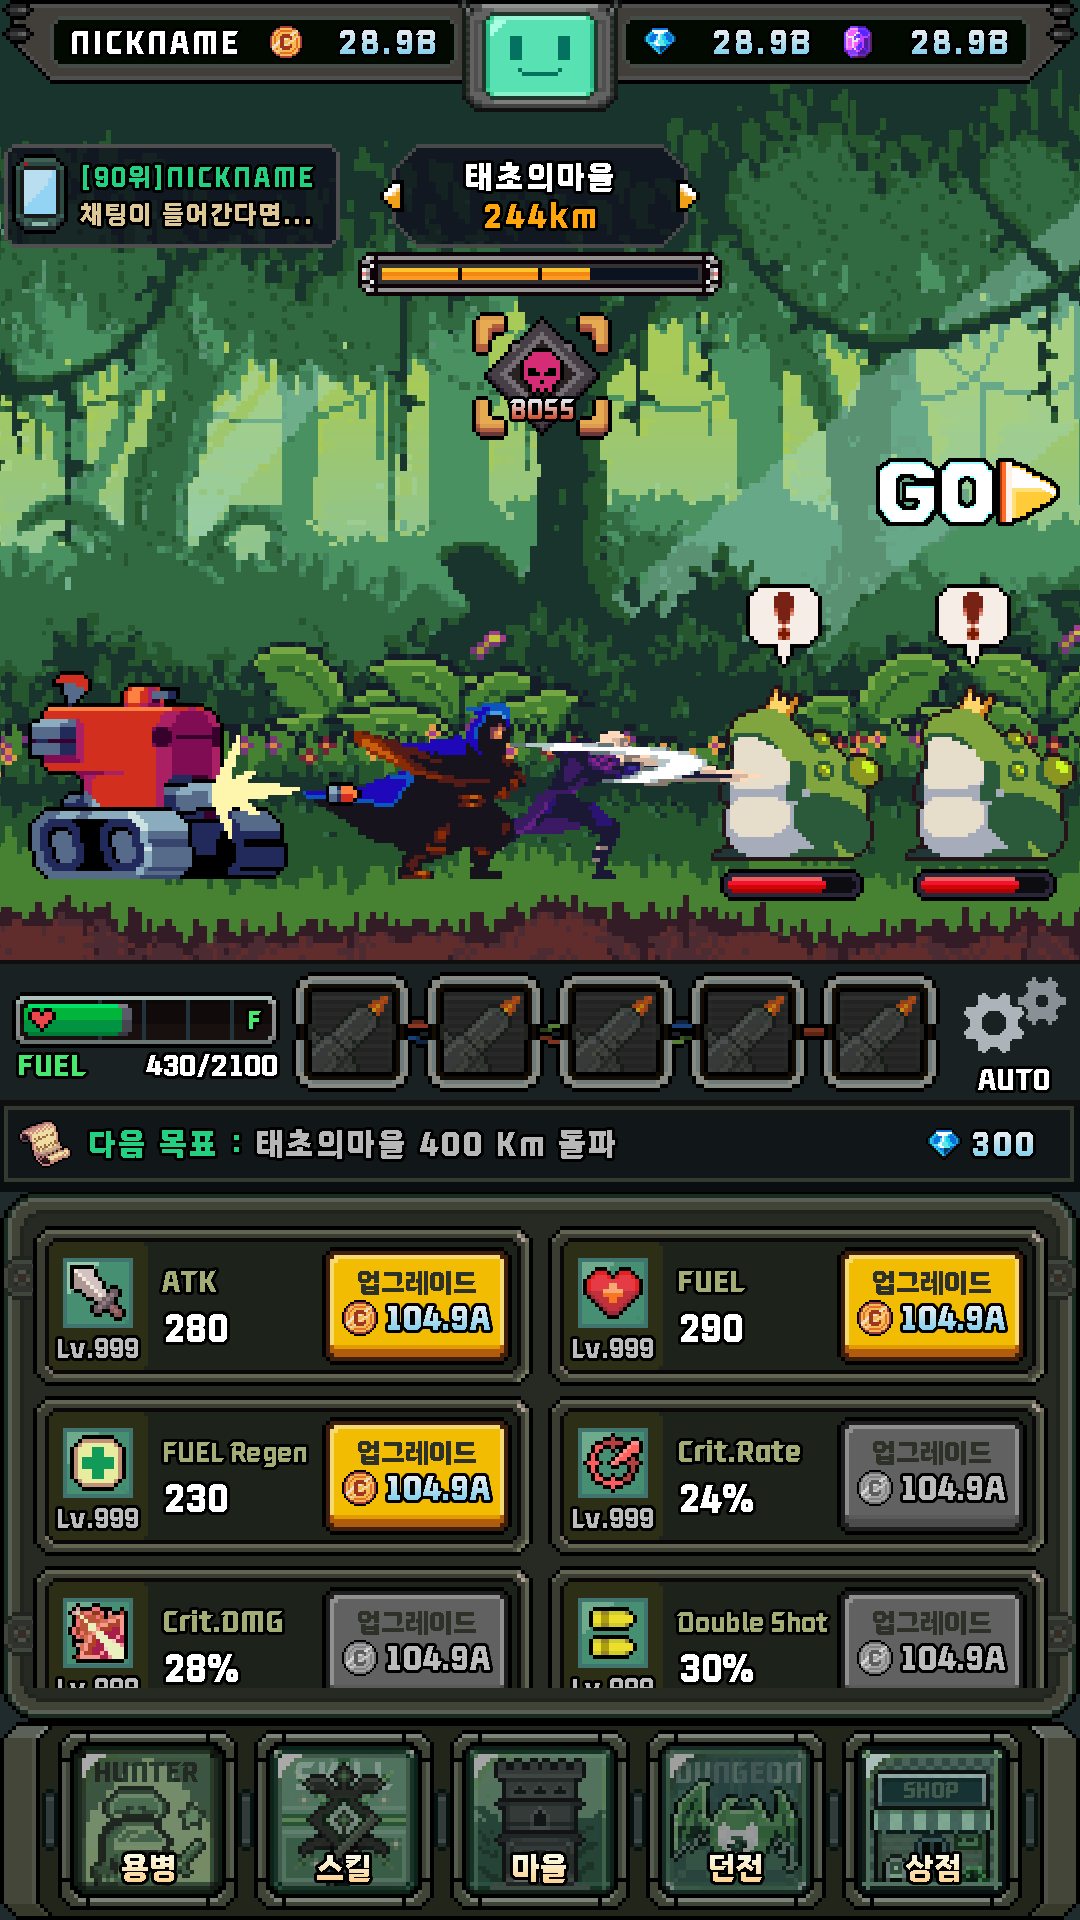 NICKNAME 28.9B 28.9B 28.9B
[90위]NICKNAME
채팅이 들어간다면...
태초의마을
244km
BOSS
GO
F
FUEL 430/2100
AUTO
다음 목표 : 태초의마을 400 Km 돌파 300
ATK
280
Lv.999
업그레이드
104.9A
FUEL
290
Lv.999
업그레이드
104.9A
FUEL Regen
230
Lv.999
업그레이드
104.9A
Crit.Rate
24%
Lv.999
업그레이드
104.9A
Crit.DMG
28%
Lv.999
업그레이드
104.9A
Double Shot
30%
Lv.999
업그레이드
104.9A
HUNTER
용병
SKILL
스킬
마을
DUNGEON
던전
SHOP
상점